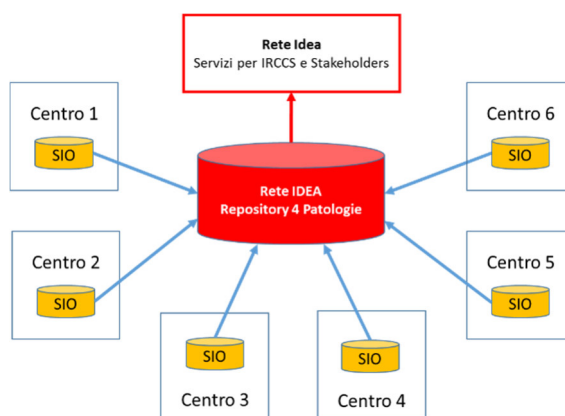 Rete Idea
Servizi per IRCCS e Stakeholders
Centro 1
SIO
Centro 6
SIO
Rete IDEA
Repository 4 Patologie
Centro 2
SIO
Centro 5
SIO
SIO
Centro 3
SIO
Centro 4